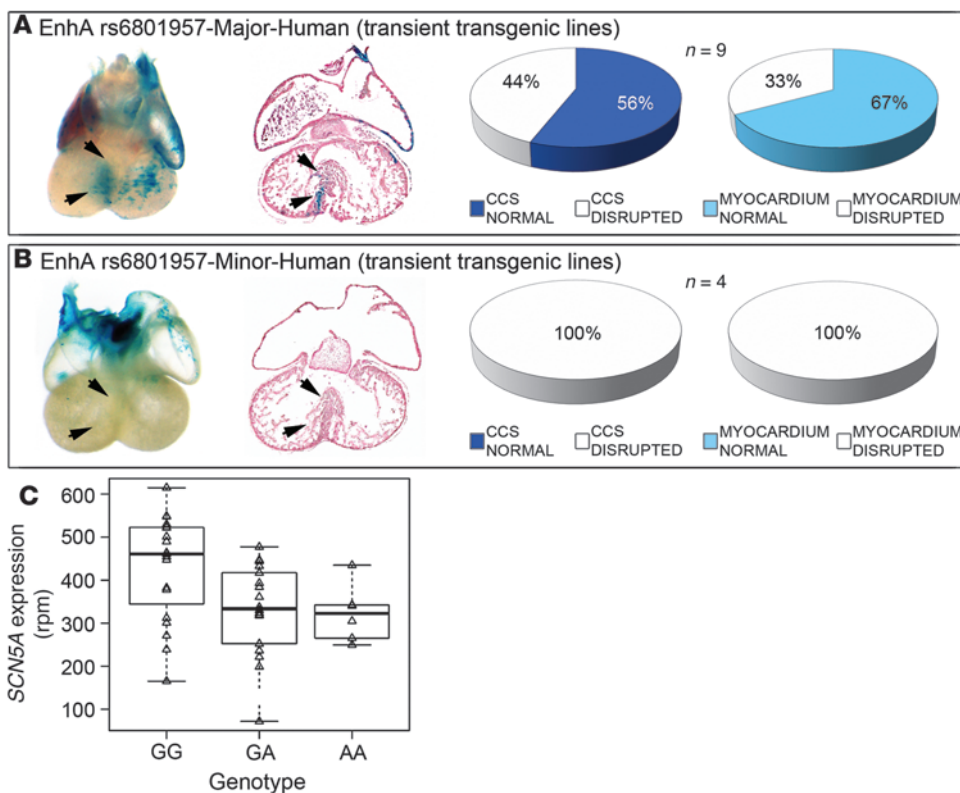 A EnhA rs6801957-Major-Human (transient transgenic lines)
n = 9
44%
56%
33%
67%
CCS NORMAL
CCS DISRUPTED
MYOCARDIUM NORMAL
MYOCARDIUM DISRUPTED
B EnhA rs6801957-Minor-Human (transient transgenic lines)
n = 4
100%
100%
CCS NORMAL
CCS DISRUPTED
MYOCARDIUM NORMAL
MYOCARDIUM DISRUPTED
C
600
500
400
300
200
100
SCN5A expression
(rpm)
GG GA AA
Genotype